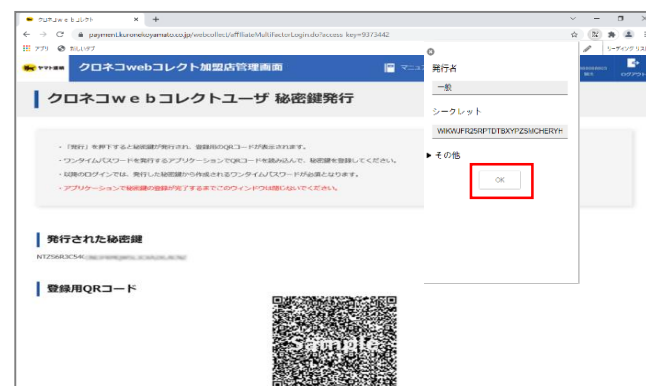 クロネコｗｅｂコレクト
payment.kuronekoyamato.co.jp/webcollect/affiliateMultiFactorLogin.do?access key=9373442
アプリ
ヤマト運輸
クロネコwebコレクト加盟店管理画面
クロネコｗｅｂコレクトユーザ 秘密鍵発行
・「発行」を押下すると秘密鍵が発行され、登録用のQRコードが表示されます。
・ワンタイムパスワードを発行するアプリケーションでQRコードを読み込んで、秘密鍵を登録してください。
・以降のログインでは、発行した秘密鍵から作成されるワンタイムパスワードが必須となります。
・アプリケーションで秘密鍵の登録が完了するまでこのウィンドウは閉じないでください。
発行された秘密鍵
登録用QRコード
Sample
発行者
一般
シークレット
WIKWJFR25RPTDTBXYPZSMCHERYH
▶ その他
OK
ログアウト